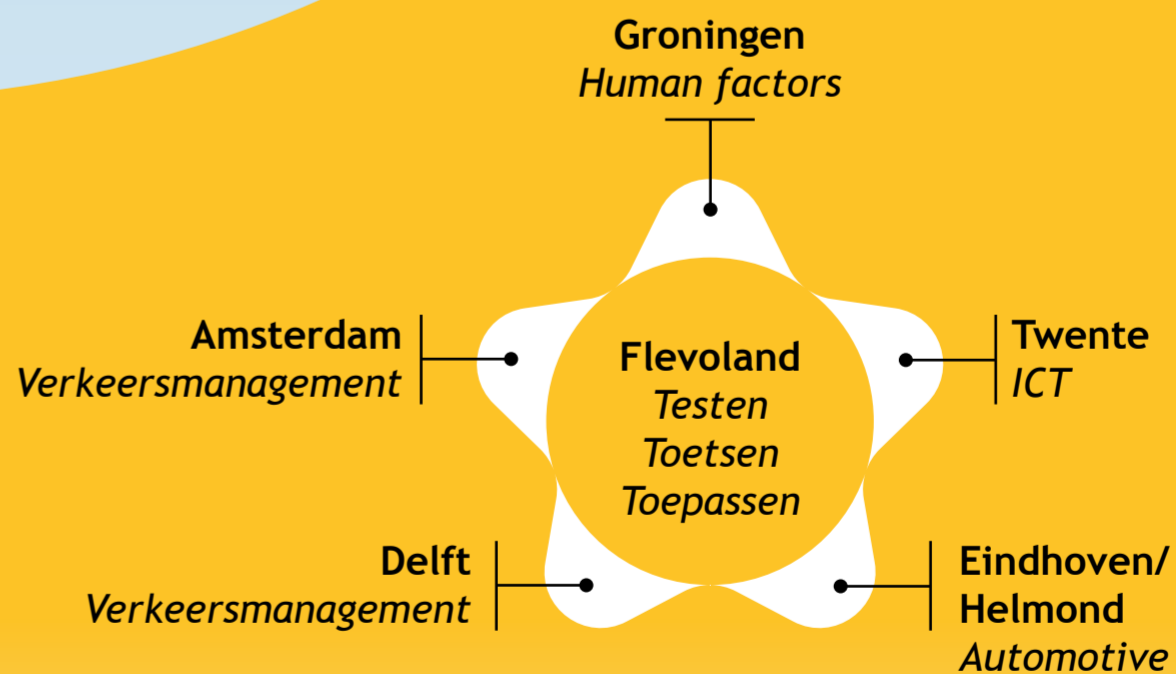 Groningen
Human factors
Amsterdam
Verkeersmanagement
Twente
ICT
Flevoland
Testen
Toetsen
Toepassen
Delft
Verkeersmanagement
Eindhoven/
Helmond
Automotive